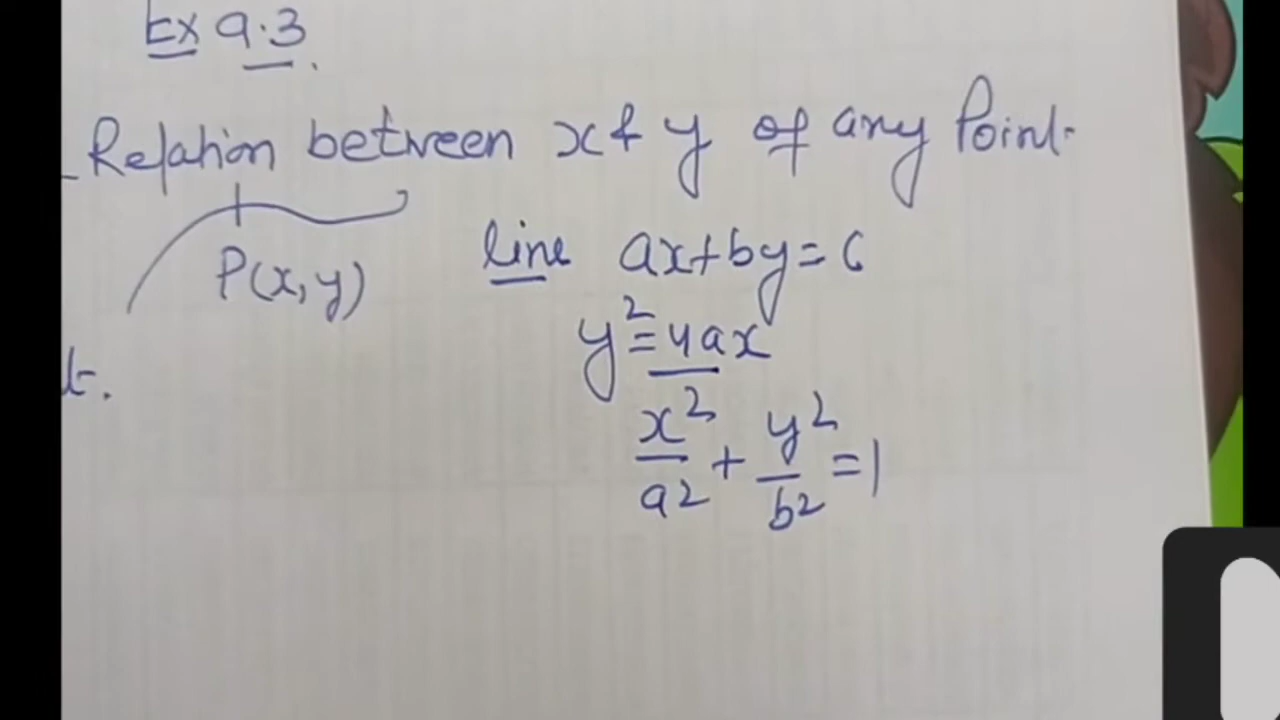 Ex 9.3.
Relation between x & y of any Point.
P(x,y)
line ax+by=c
y²=4ax
t.
x²/a² + y²/b² =1